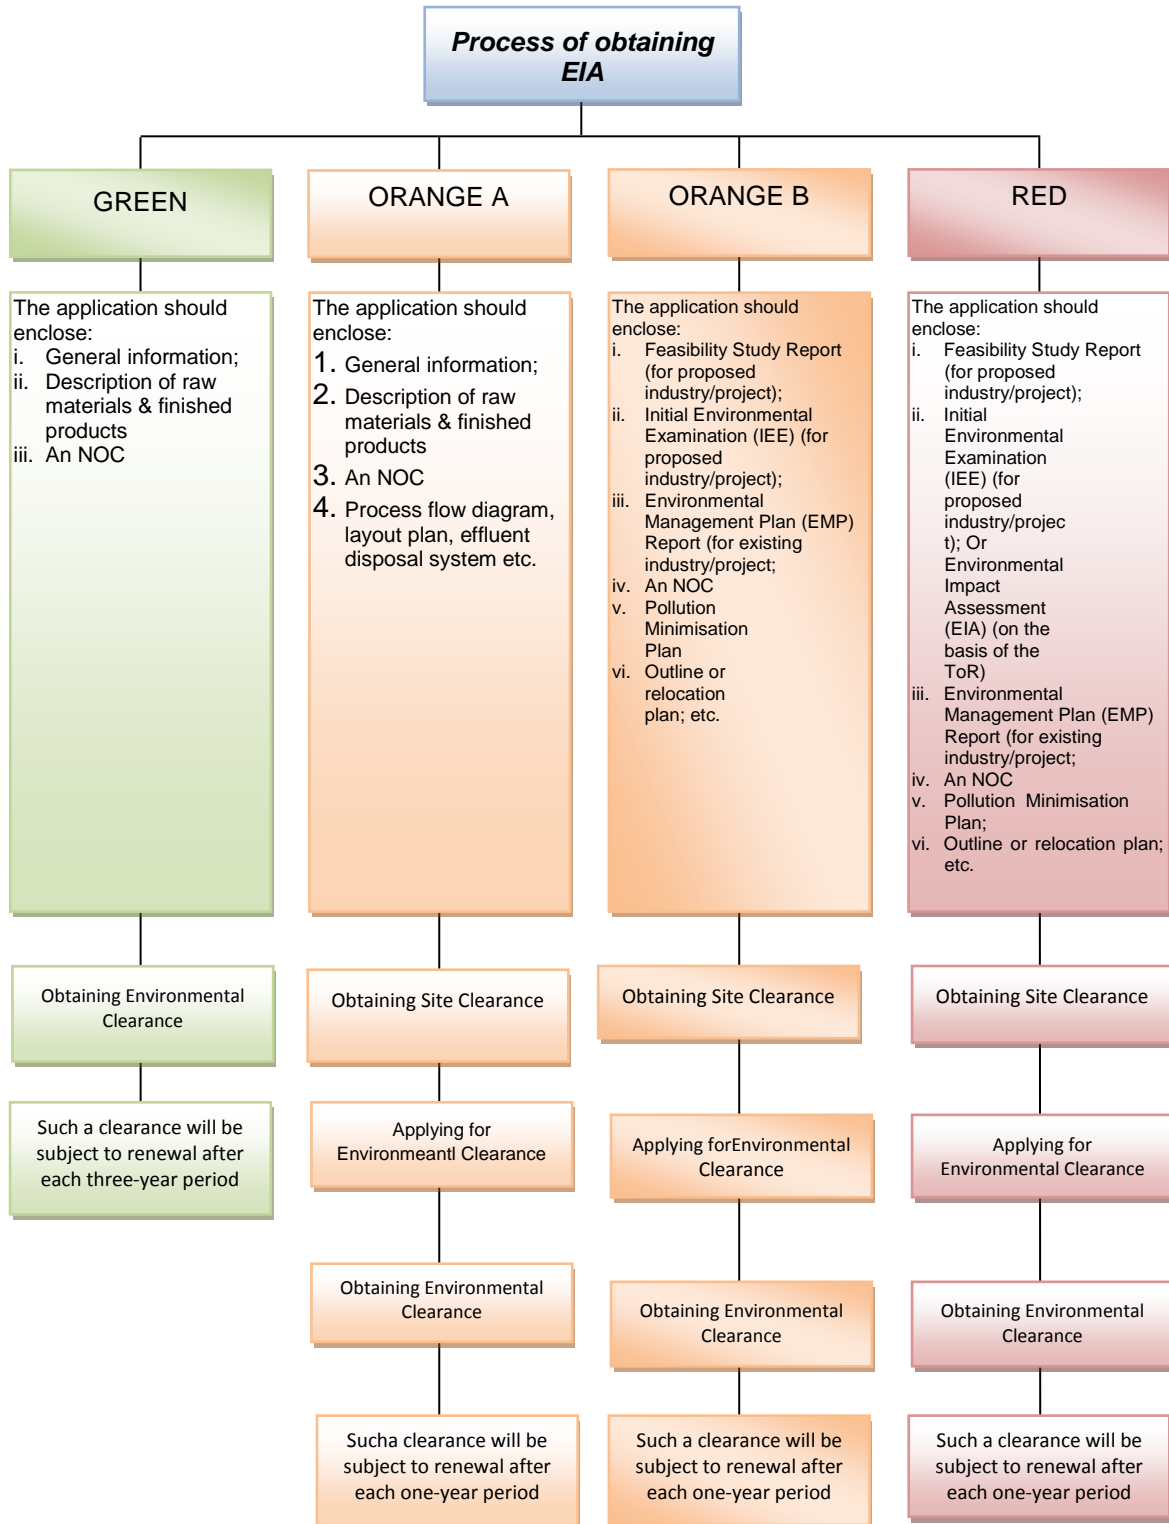 Process of obtaining
EIA
GREEN
The application should
enclose:
i. General information;
ii. Description of raw
materials & finished
products
iii. An NOC
Obtaining Environmental
Clearance
Such a clearance will be
subject to renewal after
each three-year period
ORANGE A
The application should
enclose:
1. General information;
2. Description of raw
materials & finished
products
3. An NOC
4. Process flow diagram,
layout plan, effluent
disposal system etc.
Obtaining Site Clearance
Applying for
Environmeantl Clearance
Obtaining Environmental
Clearance
Sucha clearance will be
subject to renewal after
each one-year period
ORANGE B
The application should
enclose:
i. Feasibility Study Report
(for proposed
industry/project);
ii. Initial Environmental
Examination (IEE) (for
proposed
industry/project);
iii. Environmental
Management Plan (EMP)
Report (for existing
industry/project;
iv. An NOC
v. Pollution
Minimisation
Plan
vi. Outline or
relocation
plan; etc.
Obtaining Site Clearance
Applying forEnvironmental
Clearance
Obtaining Environmental
Clearance
Such a clearance will be
subject to renewal after
each one-year period
RED
The application should
enclose:
i. Feasibility Study Report
(for proposed
industry/project);
ii. Initial
Environmental
Examination
(IEE) (for
proposed
industry/projec
t); Or
Environmental
Impact
Assessment
(EIA) (on the
basis of the
ToR)
iii. Environmental
Management Plan (EMP)
Report (for existing
industry/project;
iv. An NOC
v. Pollution Minimisation
Plan;
vi. Outline or relocation plan;
etc.
Obtaining Site Clearance
Applying for
Environmental Clearance
Obtaining Environmental
Clearance
Such a clearance will be
subject to renewal after
each one-year period